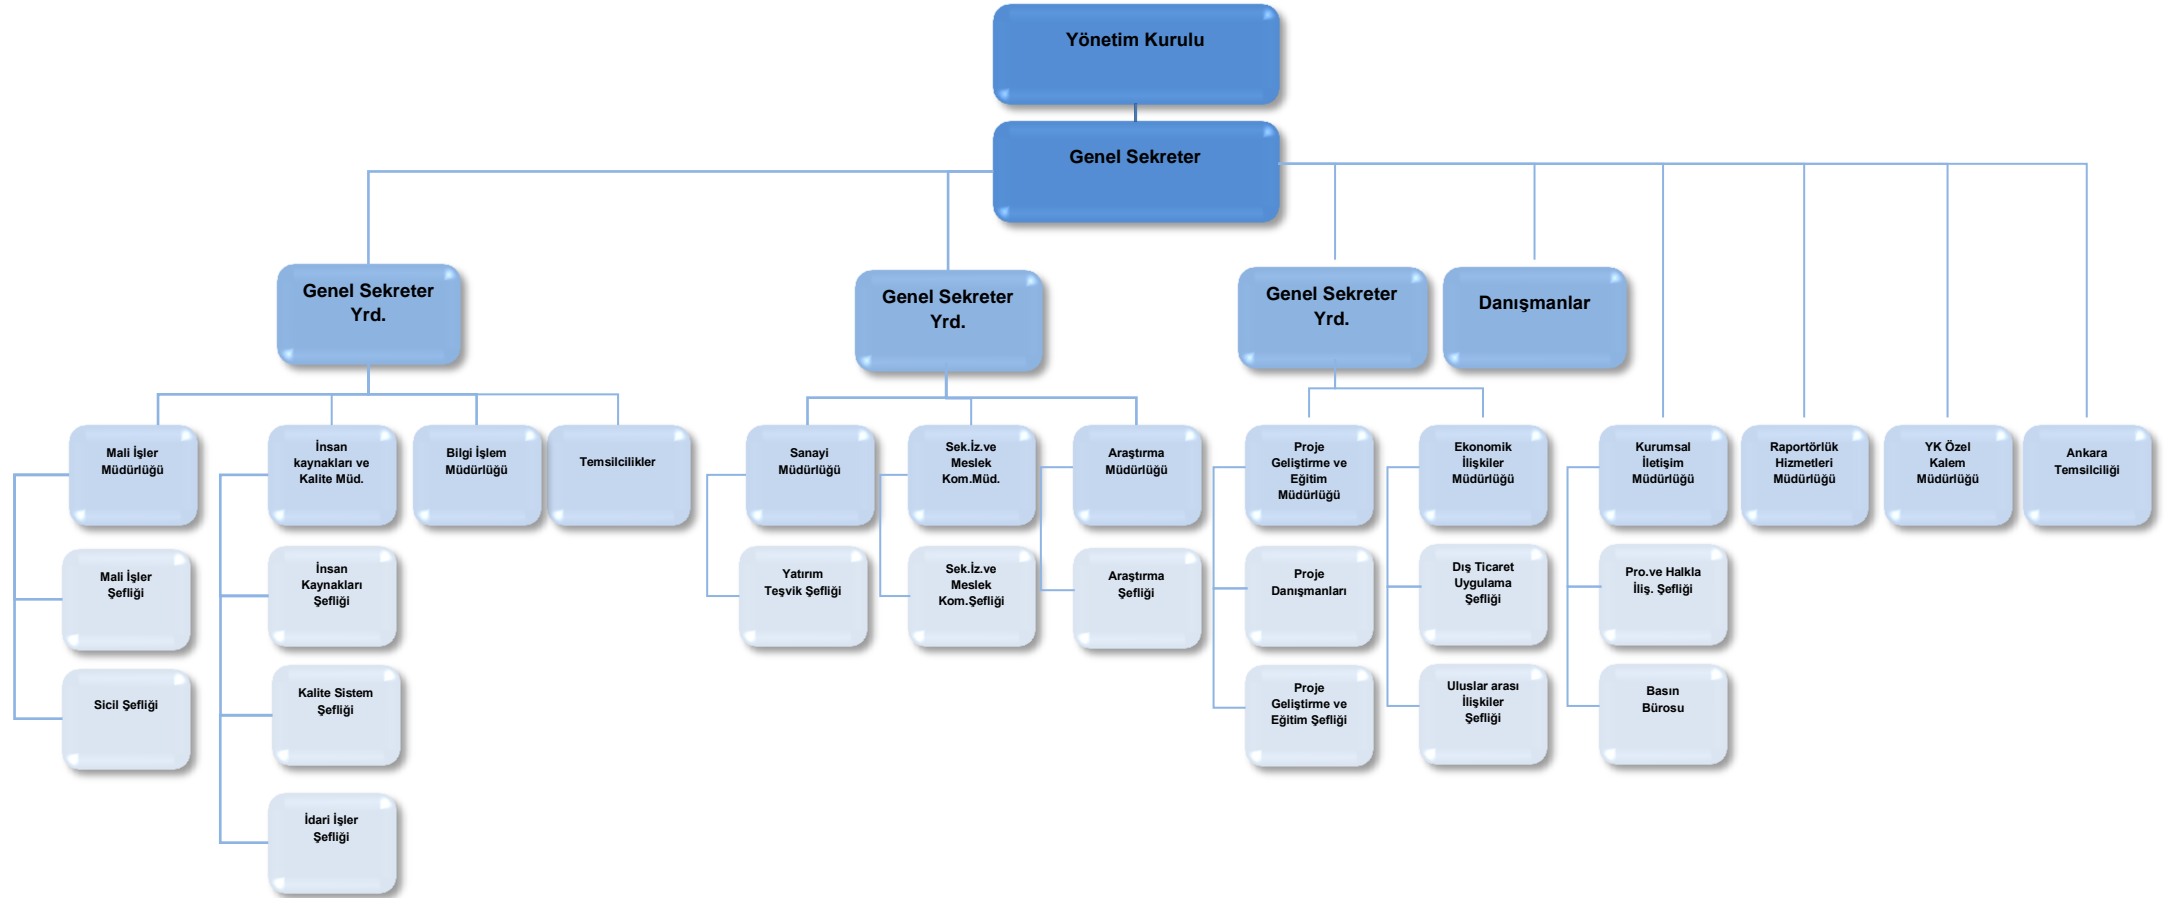 Yönetim Kurulu
Genel Sekreter
Genel Sekreter
Yrd.
Genel Sekreter
Yrd.
Genel Sekreter
Yrd.
Danışmanlar
Mali İşler
Müdürlüğü
İnsan
kaynakları ve
Kalite Müd.
Bilgi İşlem
Müdürlüğü
Temsilcilikler
Sanayi
Müdürlüğü
Sek.İz.ve
Meslek
Kom.Müd.
Araştırma
Müdürlüğü
Proje
Geliştirme ve
Eğitim
Müdürlüğü
Ekonomik
İlişkiler
Müdürlüğü
Kurumsal
İletişim
Müdürlüğü
Raportörlük
Hizmetleri
Müdürlüğü
YK Özel
Kalem
Müdürlüğü
Ankara
Temsilciliği
Mali İşler
Şefliği
İnsan
Kaynakları
Şefliği
Yatırım
Teşvik Şefliği
Sek.İz.ve
Meslek
Kom.Şefliği
Araştırma
Şefliği
Proje
Danışmanları
Dış Ticaret
Uygulama
Şefliği
Pro.ve Halkla
İliş. Şefliği
Sicil Şefliği
Kalite Sistem
Şefliği
Proje
Geliştirme ve
Eğitim Şefliği
Uluslar arası
İlişkiler
Şefliği
Basın
Bürosu
İdari İşler
Şefliği